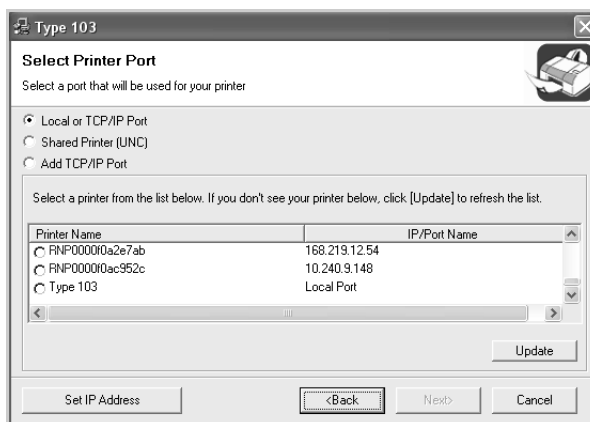 Type 103
Select Printer Port
Select a port that will be used for your printer
Local or TCP/IP Port
Shared Printer (UNC)
Add TCP/IP Port
Select a printer from the list below. If you don't see your printer below, click [Update] to refresh the list.
Printer Name IP/Port Name
RNP0000f0a2e7ab 168.219.12.54
RNP0000f0ac952c 10.240.9.148
Type 103 Local Port
Update
Set IP Address <Back Next> Cancel